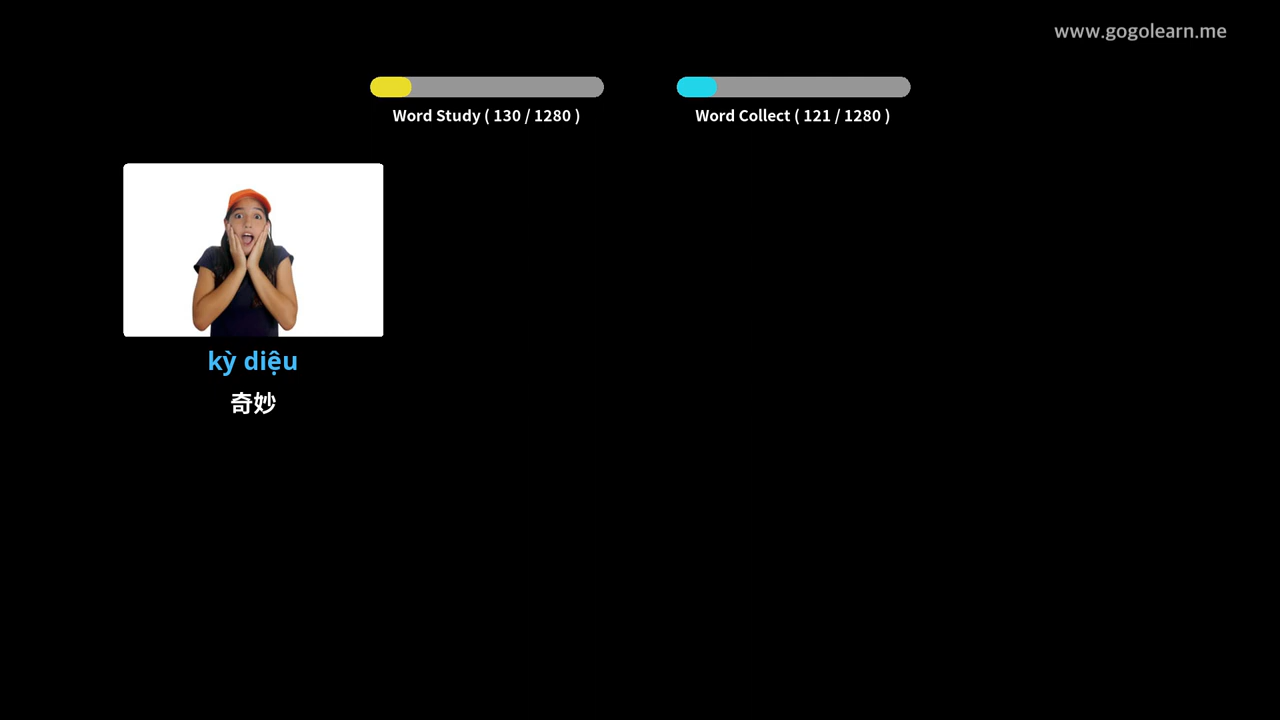 www.gogolearn.me
Word Study ( 130 / 1280 )
Word Collect ( 121 / 1280 )
kỳ diệu
奇妙